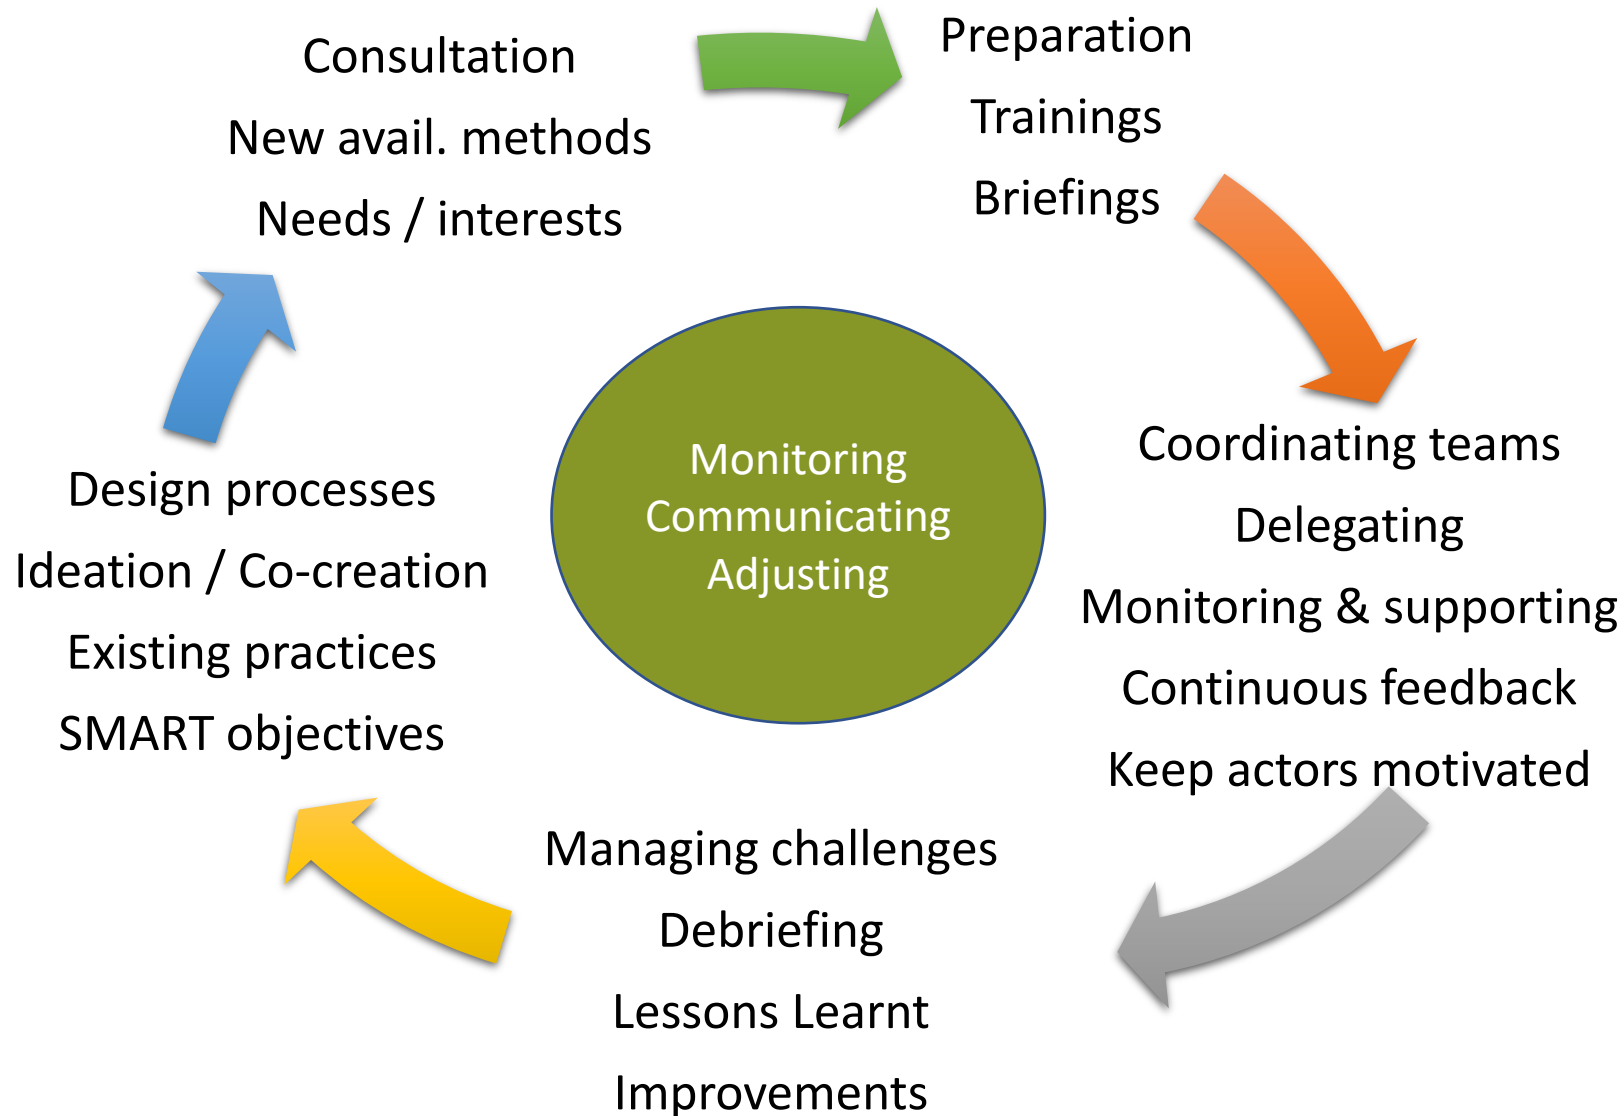 Consultation
New avail. methods
Needs / interests
Preparation
Trainings
Briefings
Coordinating teams
Delegating
Monitoring & supporting
Continuous feedback
Keep actors motivated
Managing challenges
Debriefing
Lessons Learnt
Improvements
Design processes
Ideation / Co-creation
Existing practices
SMART objectives
Monitoring
Communicating
Adjusting